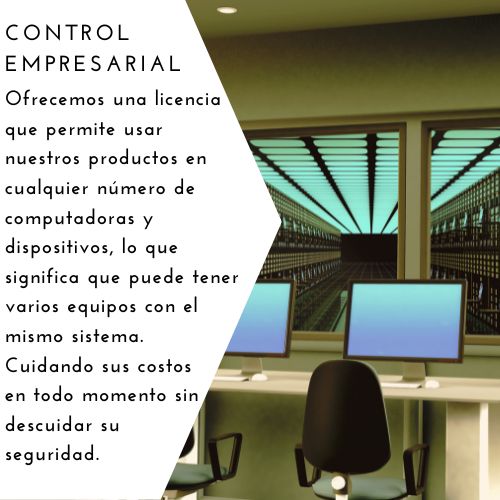 CONTROL
EMPRESARIAL
Ofrecemos una licencia
que permite usar
nuestros productos en
cualquier número de
computadoras y
dispositivos, lo que
significa que puede tener
varios equipos con el
mismo sistema.
Cuidando sus costos
en todo momento sin
descuidar su
seguridad.